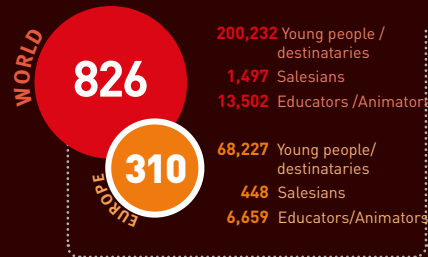 WORLD
826
200,232 Young people /
destinataries
1,497 Salesians
13,502 Educators /Animators
EUROPE
310
68,227 Young people/
destinataries
448 Salesians
6,659 Educators/Animators